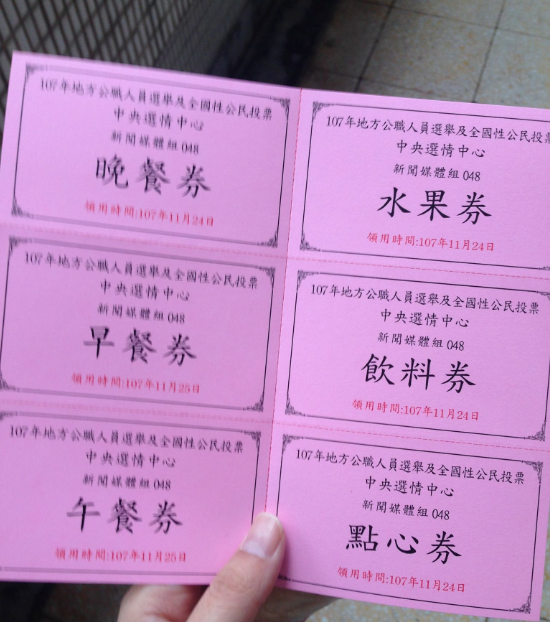 107年地方公職人員選舉及全國性公民投票
中央選情中心
新聞媒體組 048
晚餐券
領用時間:107年11月24日
107年地方公職人員選舉及全國性公民投票
中央選情中心
新聞媒體組 048
水果券
領用時間:107年11月24日
107年地方公職人員選舉及全國性公民投票
中央選情中心
新聞媒體組 048
早餐券
領用時間:107年11月25日
107年地方公職人員選舉及全國性公民投票
中央選情中心
新聞媒體組 048
飲料券
領用時間:107年11月24日
107年地方公職人員選舉及全國性公民投票
中央選情中心
新聞媒體組 048
午餐券
領用時間:107年11月25日
107年地方公職人員選舉及全國性公民投票
中央選情中心
新聞媒體組 048
點心券
領用時間:107年11月24日